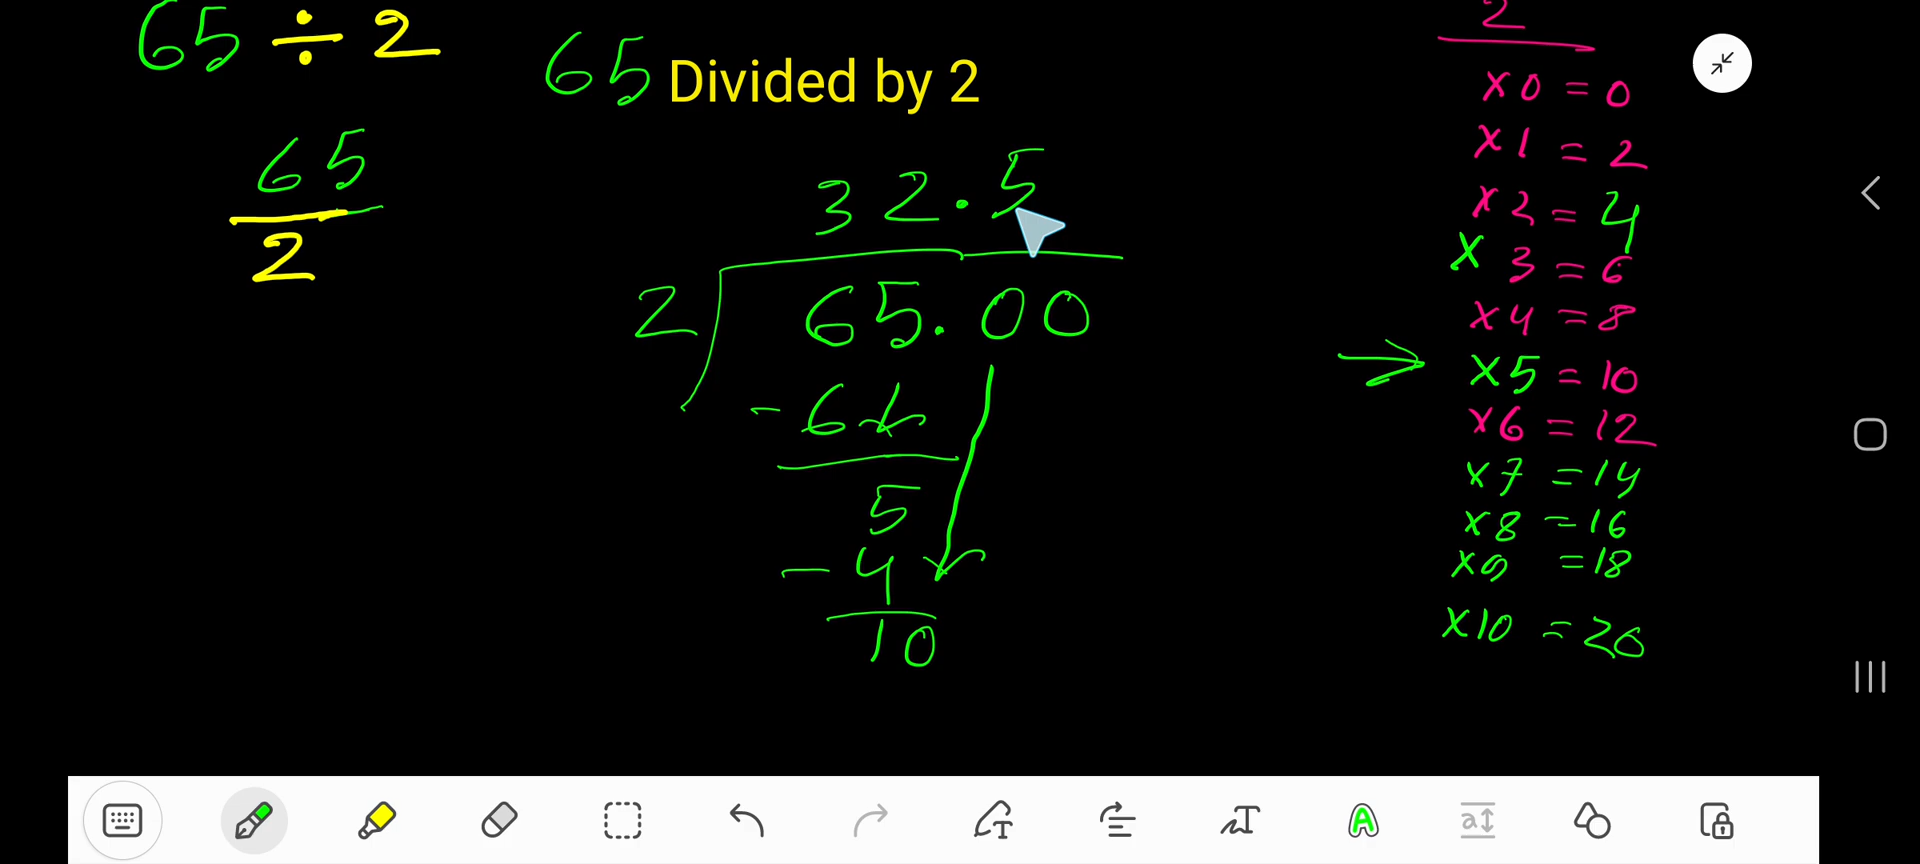 65 ÷ 2
65 Divided by 2
65
2
32.5
2 65.00
- 6
5
- 4
10
2
x0 = 0
x1 = 2
x2 = 4
x 3 = 6
x4 = 8
x5 = 10
x6 = 12
x7 = 14
x8 = 16
x9 = 18
x10 = 20
T
T
A
a